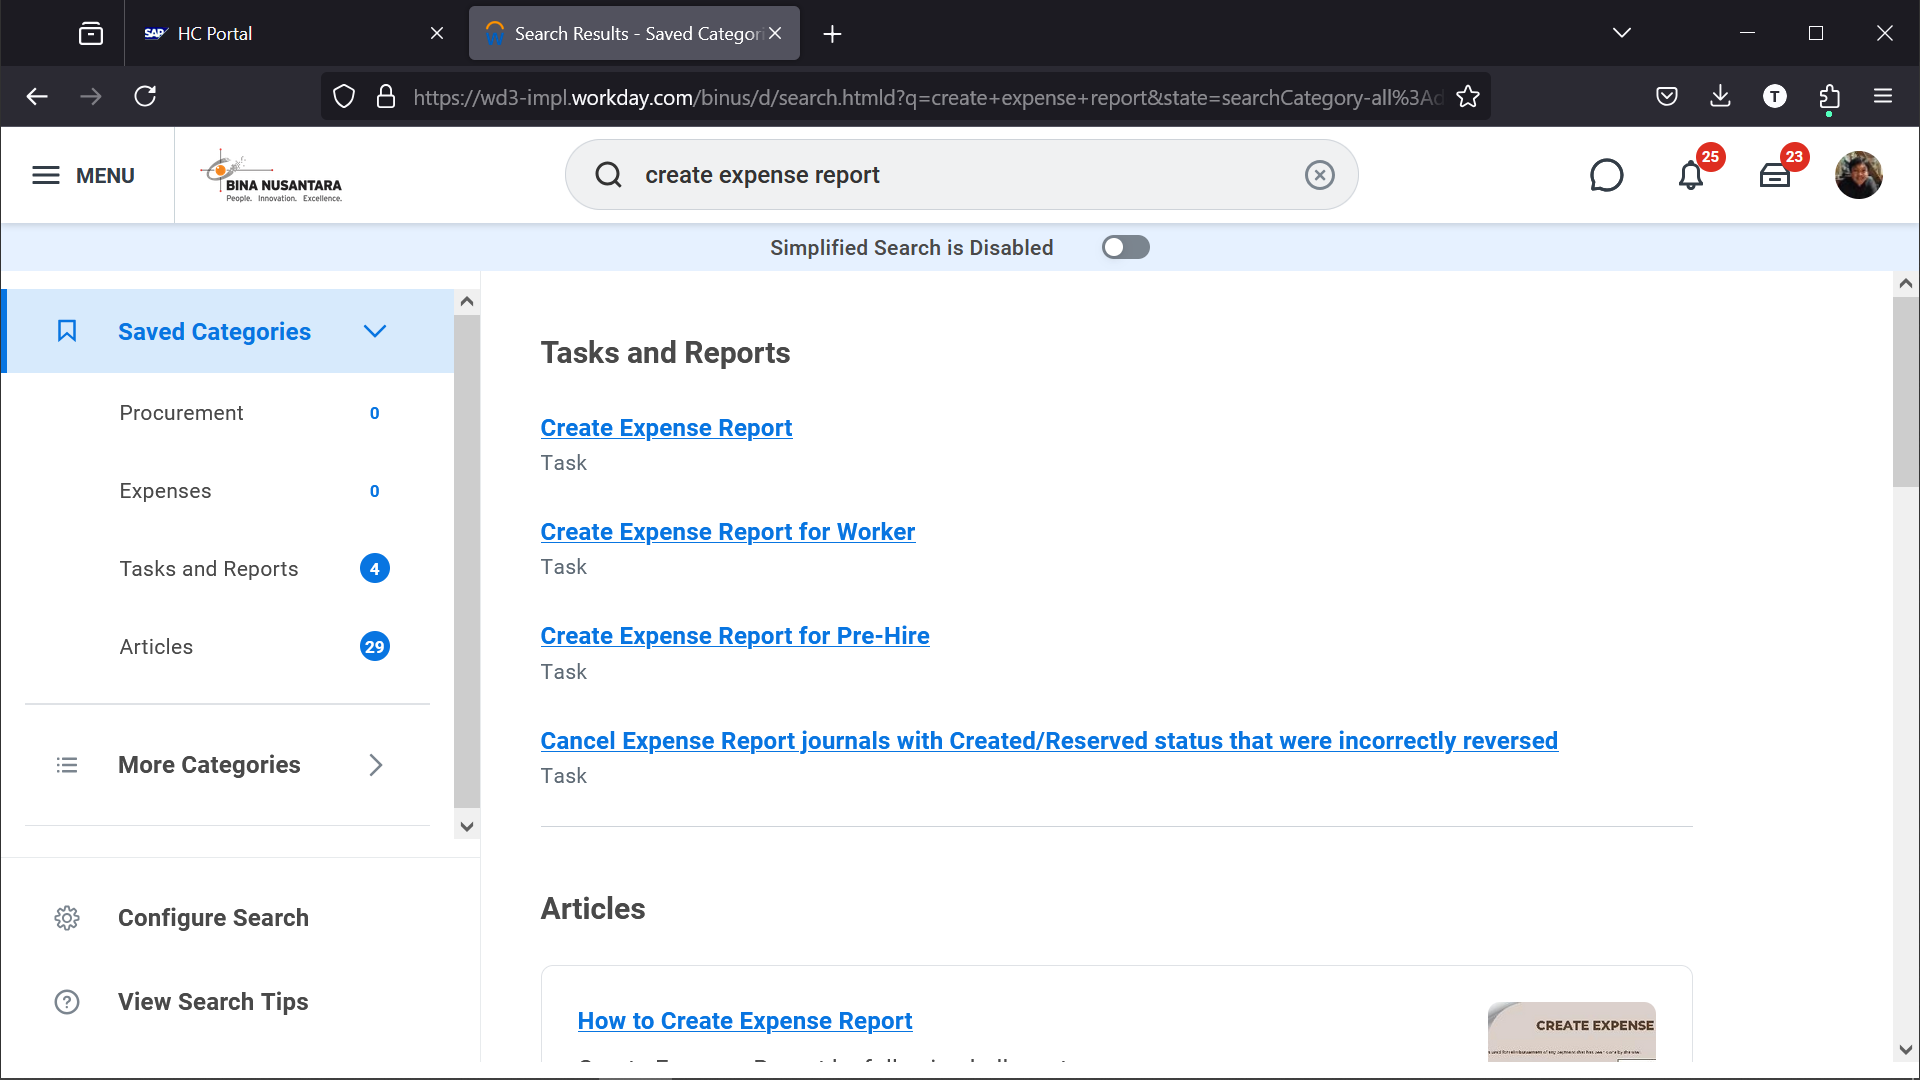 HC Portal
Search Results - Saved Categori
https://wd3-impl.workday.com/binus/d/search.htmld?q=create+expense+report&state=searchCategory-all%3Ad
T
MENU
BINA NUSANTARA
People. Innovation. Excellence.
create expense report
25
23
Simplified Search is Disabled
Saved Categories
Procurement 0
Expenses 0
Tasks and Reports 4
Articles 29
More Categories
Configure Search
View Search Tips
Tasks and Reports
Create Expense Report
Task
Create Expense Report for Worker
Task
Create Expense Report for Pre-Hire
Task
Cancel Expense Report journals with Created/Reserved status that were incorrectly reversed
Task
Articles
How to Create Expense Report
CREATE EXPENSE